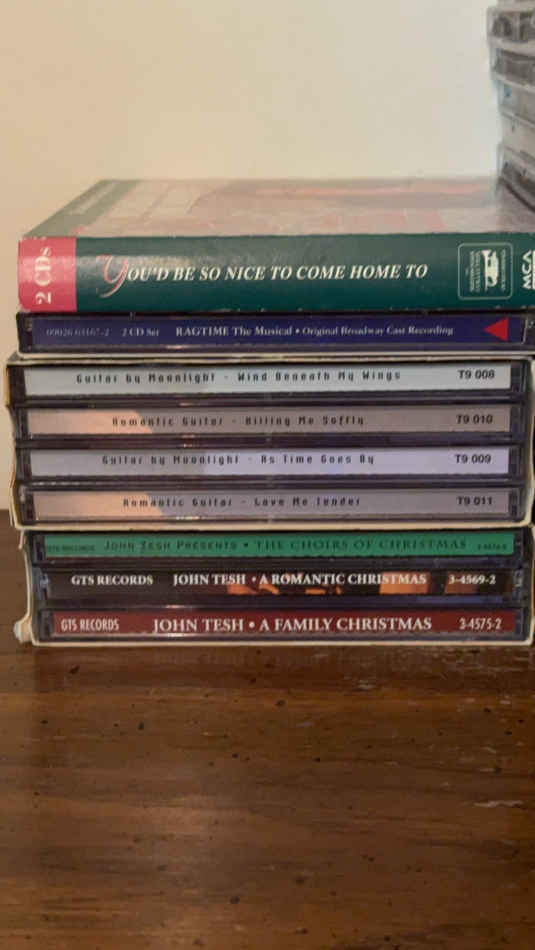 2 CDs
YOU'D BE SO NICE TO COME HOME TO
MCA
2 CD Set RAGTIME The Musical • Original Broadway Cast Recording
Guitar by Moonlight - Wind Beneath My Wings T9 008
Romantic Guitar - Killing Me Softly T9 010
Guitar by Moonlight - As Time Goes By T9 009
Romantic Guitar - Love Me Tender T9 011
GTS RECORDS JOHN TESH PRESENTS • THE CHOIRS OF CHRISTMAS
GTS RECORDS JOHN TESH • A ROMANTIC CHRISTMAS 3-4569-2
GTS RECORDS JOHN TESH • A FAMILY CHRISTMAS 3-4575-2